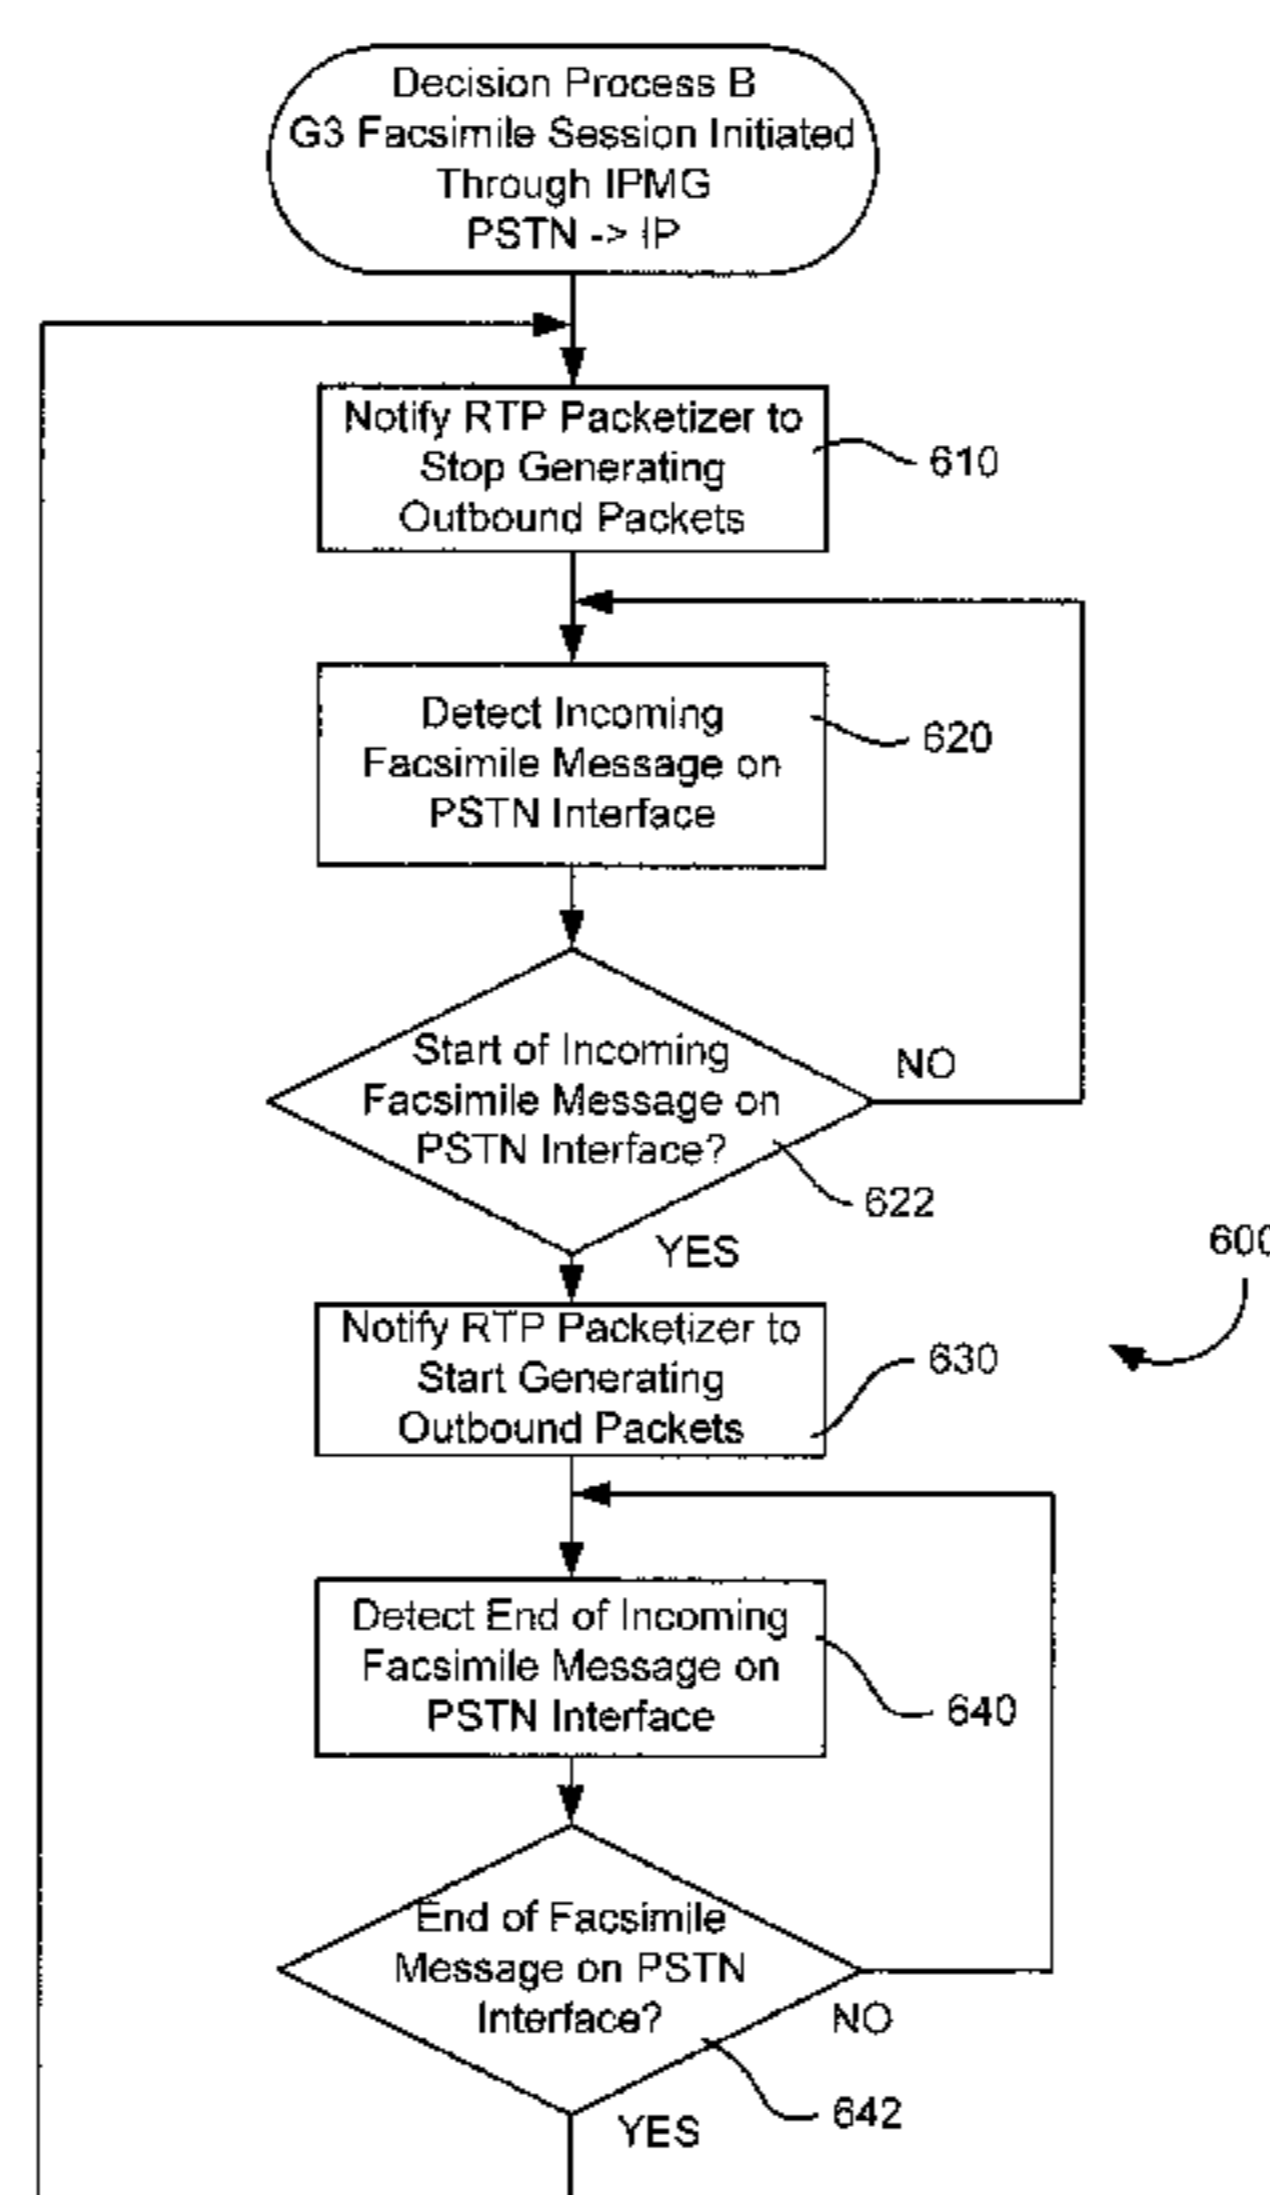 Decision Process B
G3 Facsimile Session Initiated
Through IPMG
PSTN -> IP
Notify RTP Packetizer to
Stop Generating
Outbound Packets
610
Detect Incoming
Facsimile Message on
PSTN Interface
620
Start of Incoming
Facsimile Message on
PSTN Interface?
NO
622
YES
600
Notify RTP Packetizer to
Start Generating
Outbound Packets
630
Detect End of Incoming
Facsimile Message on
PSTN Interface
640
End of Facsimile
Message on PSTN
Interface?
NO
642
YES